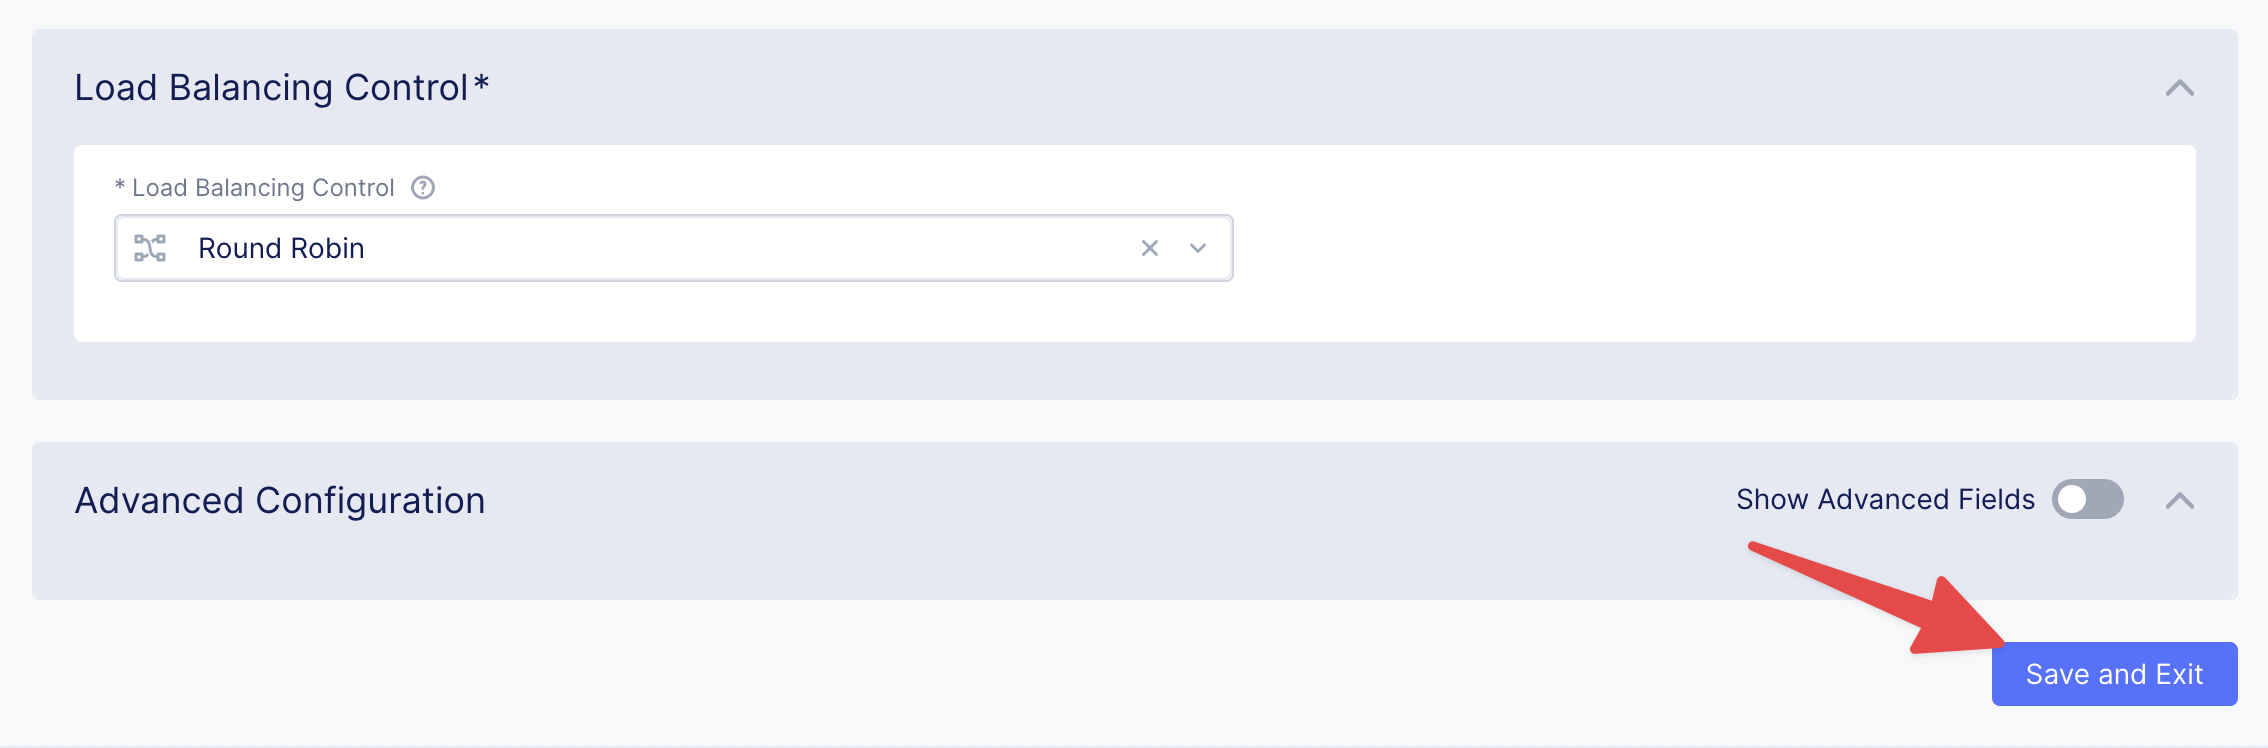 Load Balancing Control*
* Load Balancing Control
Round Robin
Advanced Configuration
Show Advanced Fields
Save and Exit